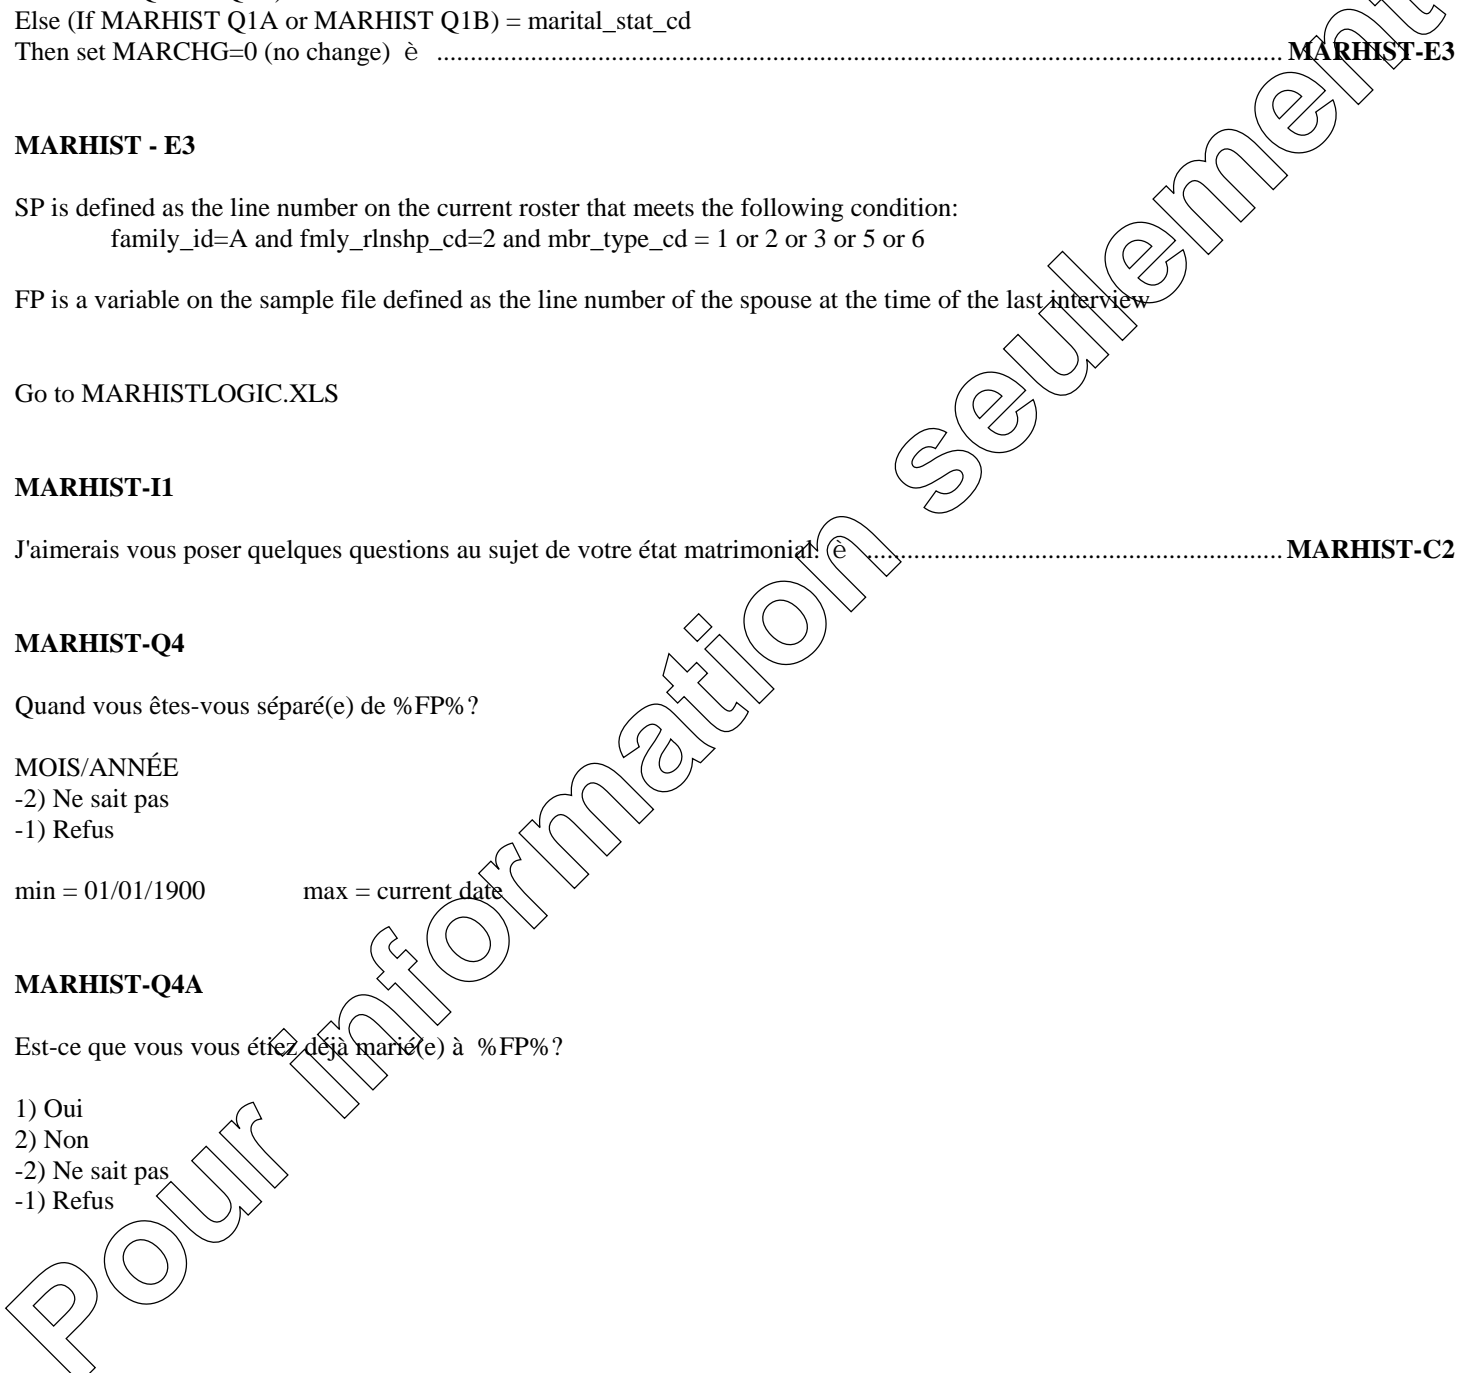 Else (If MARHIST Q1A or MARHIST Q1B) = marital_stat_cd
Then set MARCHG=0 (no change) è ................................................................................ MARHIST-E3
MARHIST - E3
SP is defined as the line number on the current roster that meets the following condition:
family_id=A and fmly_rlnshp_cd=2 and mbr_type_cd = 1 or 2 or 3 or 5 or 6
FP is a variable on the sample file defined as the line number of the spouse at the time of the last interview
Go to MARHISTLOGIC.XLS
MARHIST-I1
J'aimerais vous poser quelques questions au sujet de votre état matrimonial. è ................................................................ MARHIST-C2
MARHIST-Q4
Quand vous êtes-vous séparé(e) de %FP%?
MOIS/ANNÉE
-2) Ne sait pas
-1) Refus
min = 01/01/1900 max = current date
MARHIST-Q4A
Est-ce que vous vous étiez déjà marié(e) à %FP%?
1) Oui
2) Non
-2) Ne sait pas
-1) Refus
Pour information seulement